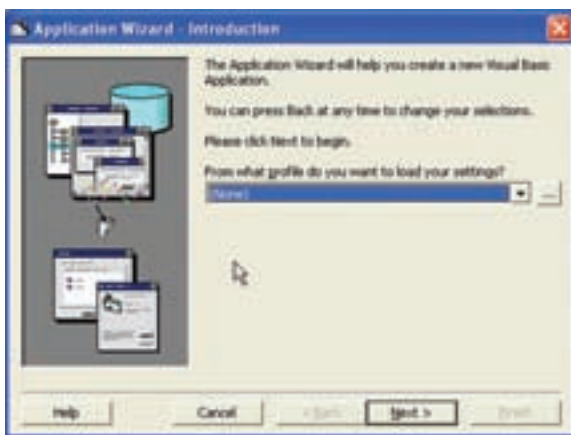 Application Wizard - Introduction
The Application Wizard will help you create a new Visual Basic
Application.
You can press Back at any time to change your selections.
Please click Next to begin.
From what profile do you want to load your settings?
(None)
...
Help
Cancel
< Back
Next >
Finish